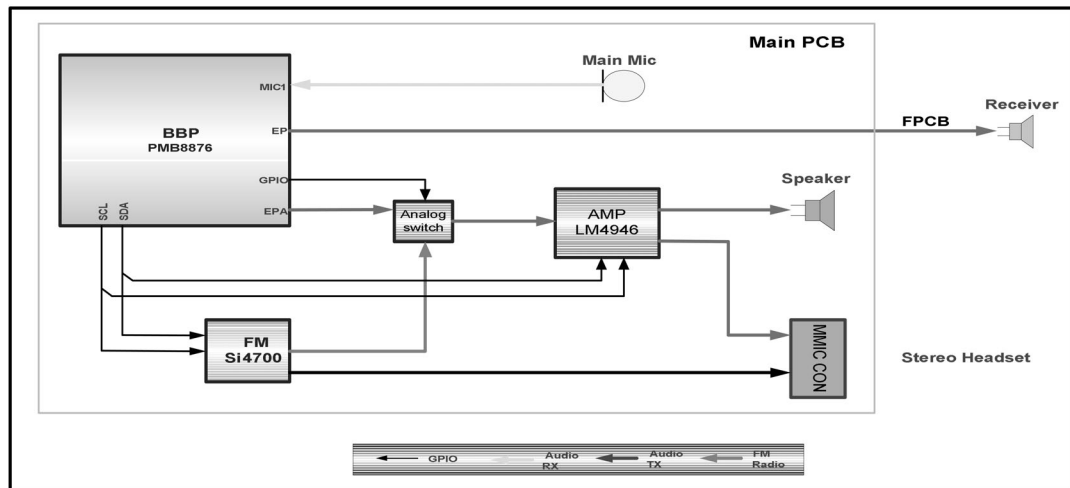 Main PCB
Main Mic
MIC1
BBP
PMB8876
EP
FPCB
Receiver
GPIO
EPA
SCL
SDA
Analog
switch
AMP
LM4946
Speaker
FM
Si4700
MMIC CON
Stereo Headset
GPIO
Audio
RX
Audio
TX
FM
Radio